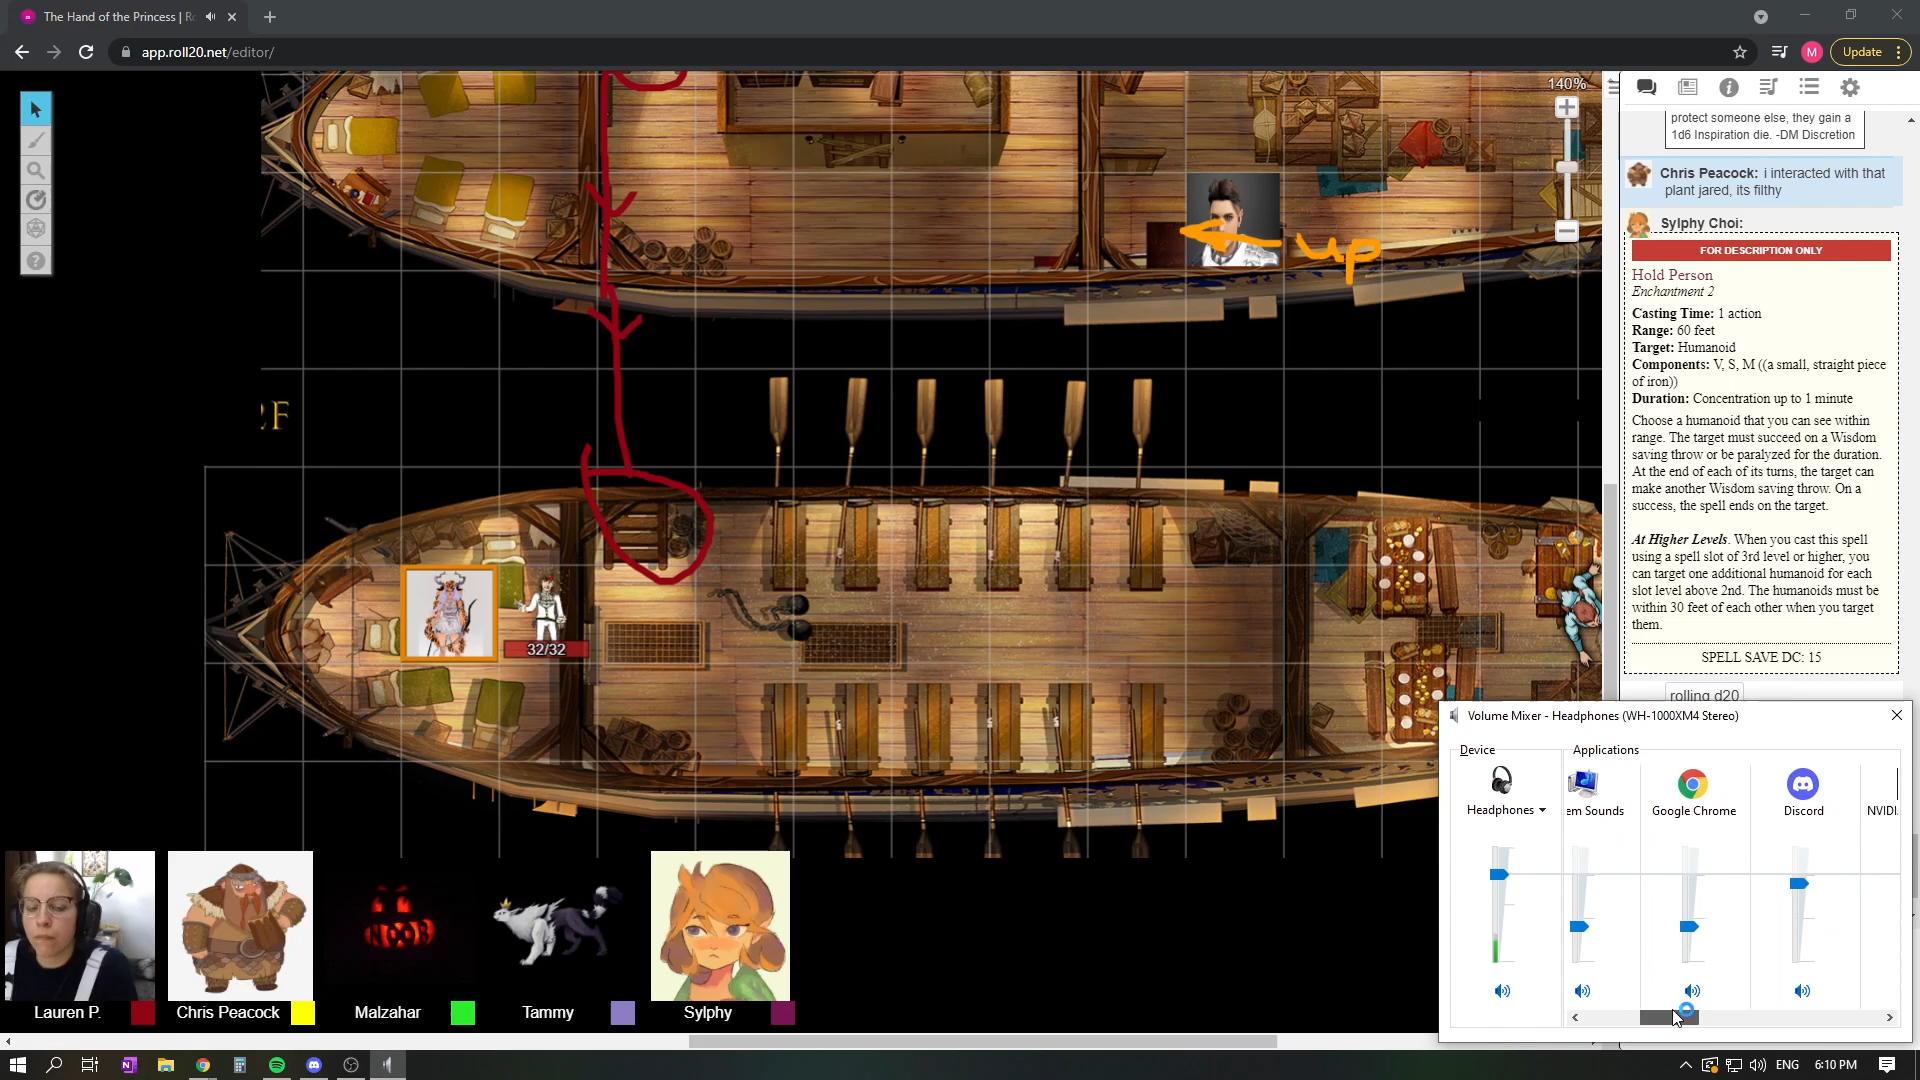 The Hand of the Princess | Ro
app.roll20.net/editor/
M
Update
140%
up
2F
32/32
NOOB
Lauren P.
Chris Peacock
Malzahar
Tammy
Sylphy
protect someone else, they gain a
1d6 Inspiration die. -DM Discretion
Chris Peacock: i interacted with that
plant jared, its filthy
Sylphy Choi:
FOR DESCRIPTION ONLY
Hold Person
Enchantment 2
Casting Time: 1 action
Range: 60 feet
Target: Humanoid
Components: V, S, M ((a small, straight piece
of iron))
Duration: Concentration up to 1 minute
Choose a humanoid that you can see within
range. The target must succeed on a Wisdom
saving throw or be paralyzed for the duration.
At the end of each of its turns, the target can
make another Wisdom saving throw. On a
success, the spell ends on the target.
At Higher Levels. When you cast this spell
using a spell slot of 3rd level or higher, you
can target one additional humanoid for each
slot level above 2nd. The humanoids must be
within 30 feet of each other when you target
them.
SPELL SAVE DC: 15
rolling d20
Volume Mixer - Headphones (WH-1000XM4 Stereo)
Device
Applications
Headphones
em Sounds
Google Chrome
Discord
NVIDI
ENG
6:10 PM